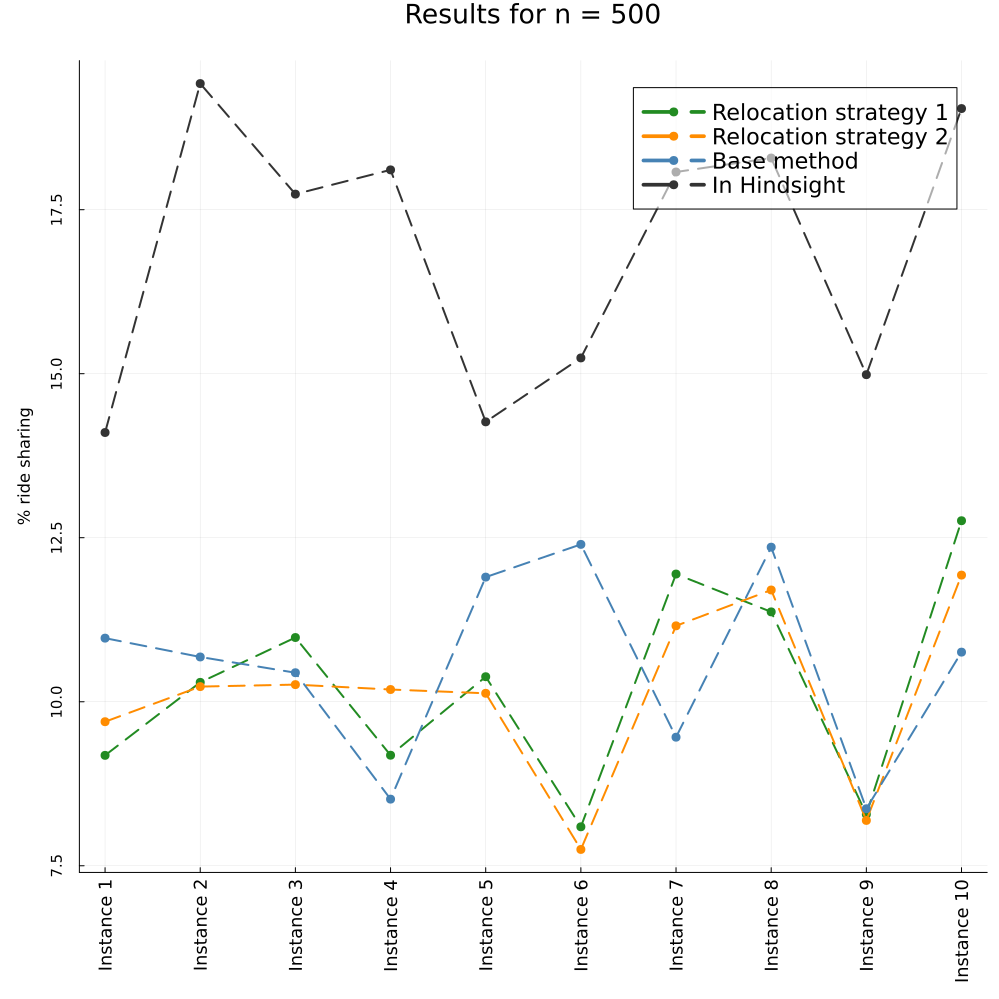 Results for n = 500
Relocation strategy 1
Relocation strategy 2
Base method
In Hindsight
% ride sharing
17.5
15.0
12.5
10.0
7.5
Instance 1
Instance 2
Instance 3
Instance 4
Instance 5
Instance 6
Instance 7
Instance 8
Instance 9
Instance 10